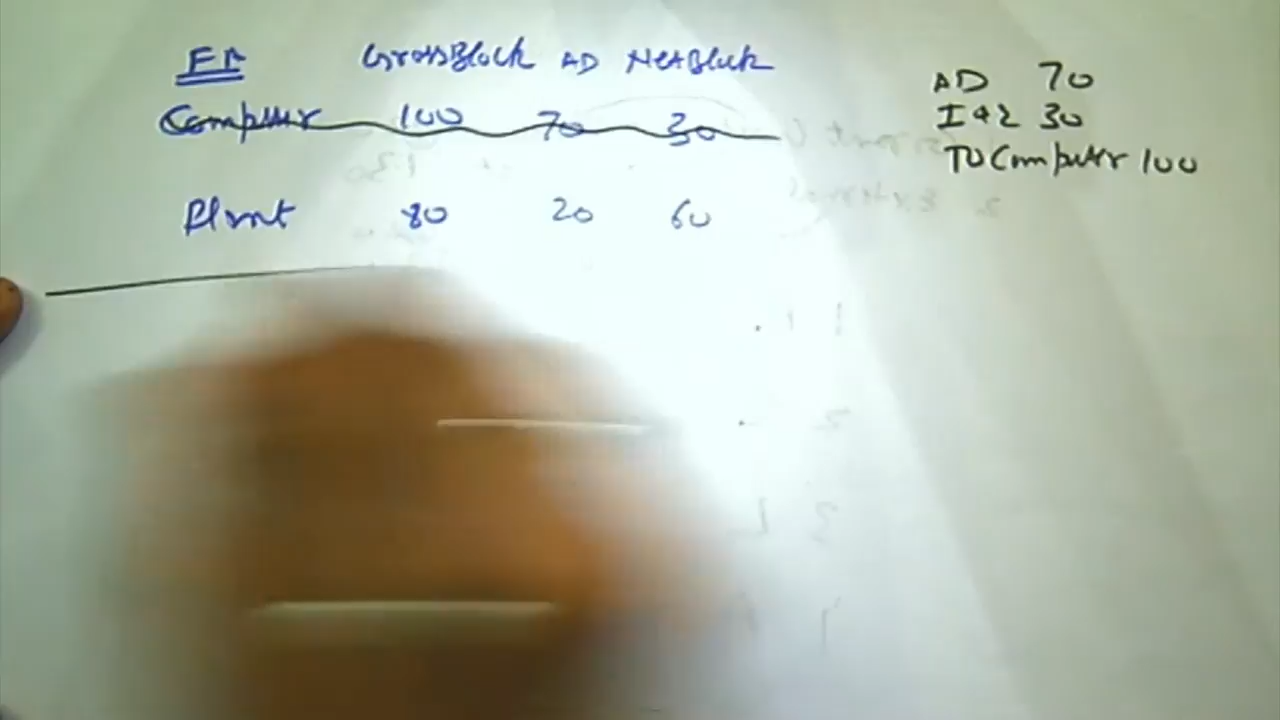 FA GrossBlock AD NetBlock
Computer 100 70 30
Plant 80 20 60
AD 70
I & L 30
TO Computer 100